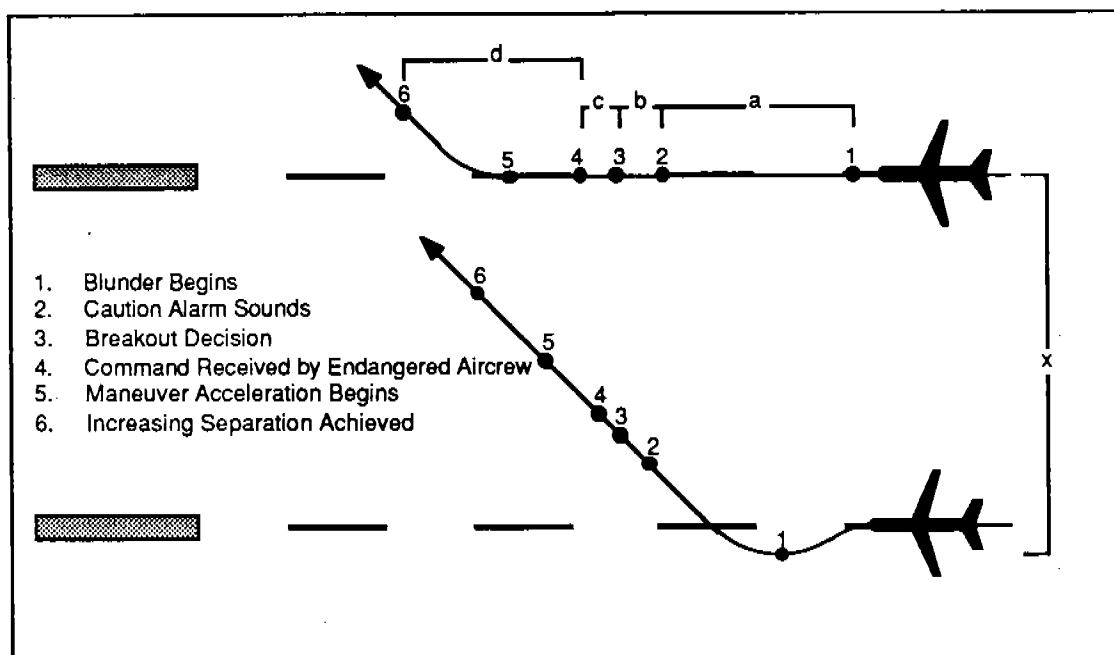 d
6
c b a
5 4 3 2 1
6
1. Blunder Begins
2. Caution Alarm Sounds
3. Breakout Decision
4. Command Received by Endangered Aircrew
5. Maneuver Acceleration Begins
6. Increasing Separation Achieved
5
x
4
3
2
1